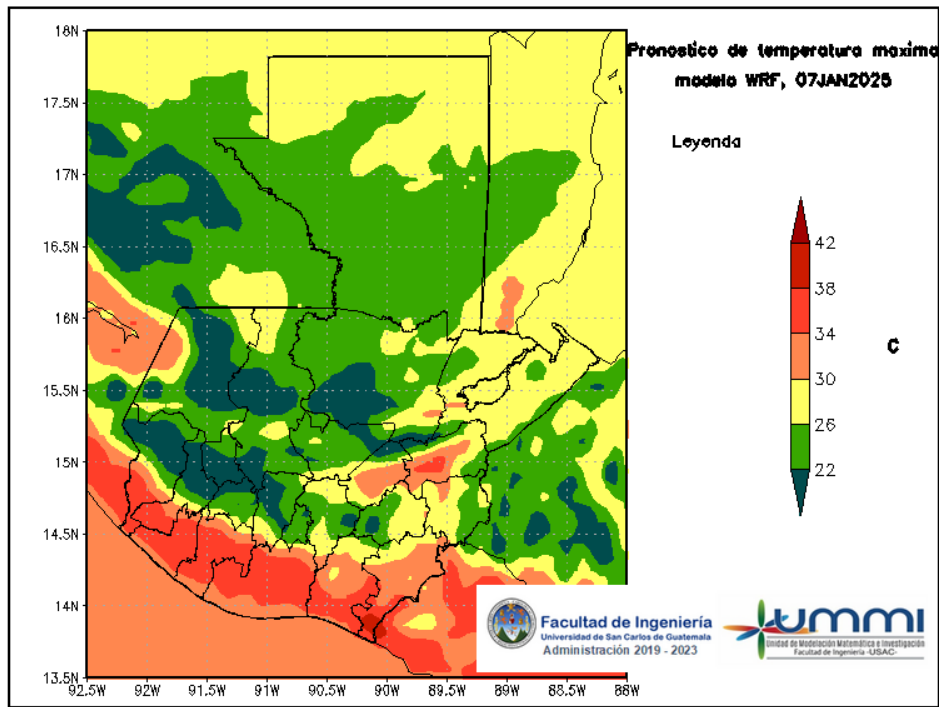 Pronostico de temperatura maxima
modelo WRF, 07JAN2025
Leyenda
18N
17.5N
17N
16.5N
16N
15.5N
15N
14.5N
14N
13.5N
92.5W
92W
91.5W
91W
90.5W
90W
89.5W
89W
88.5W
88W
42
38
34
30
26
22
C
Facultad de Ingeniería
Universidad de San Carlos de Guatemala
Administración 2019 - 2023
UMMI
Unidad de Modelación Matemática e Investigación
Facultad de Ingeniería -USAC-